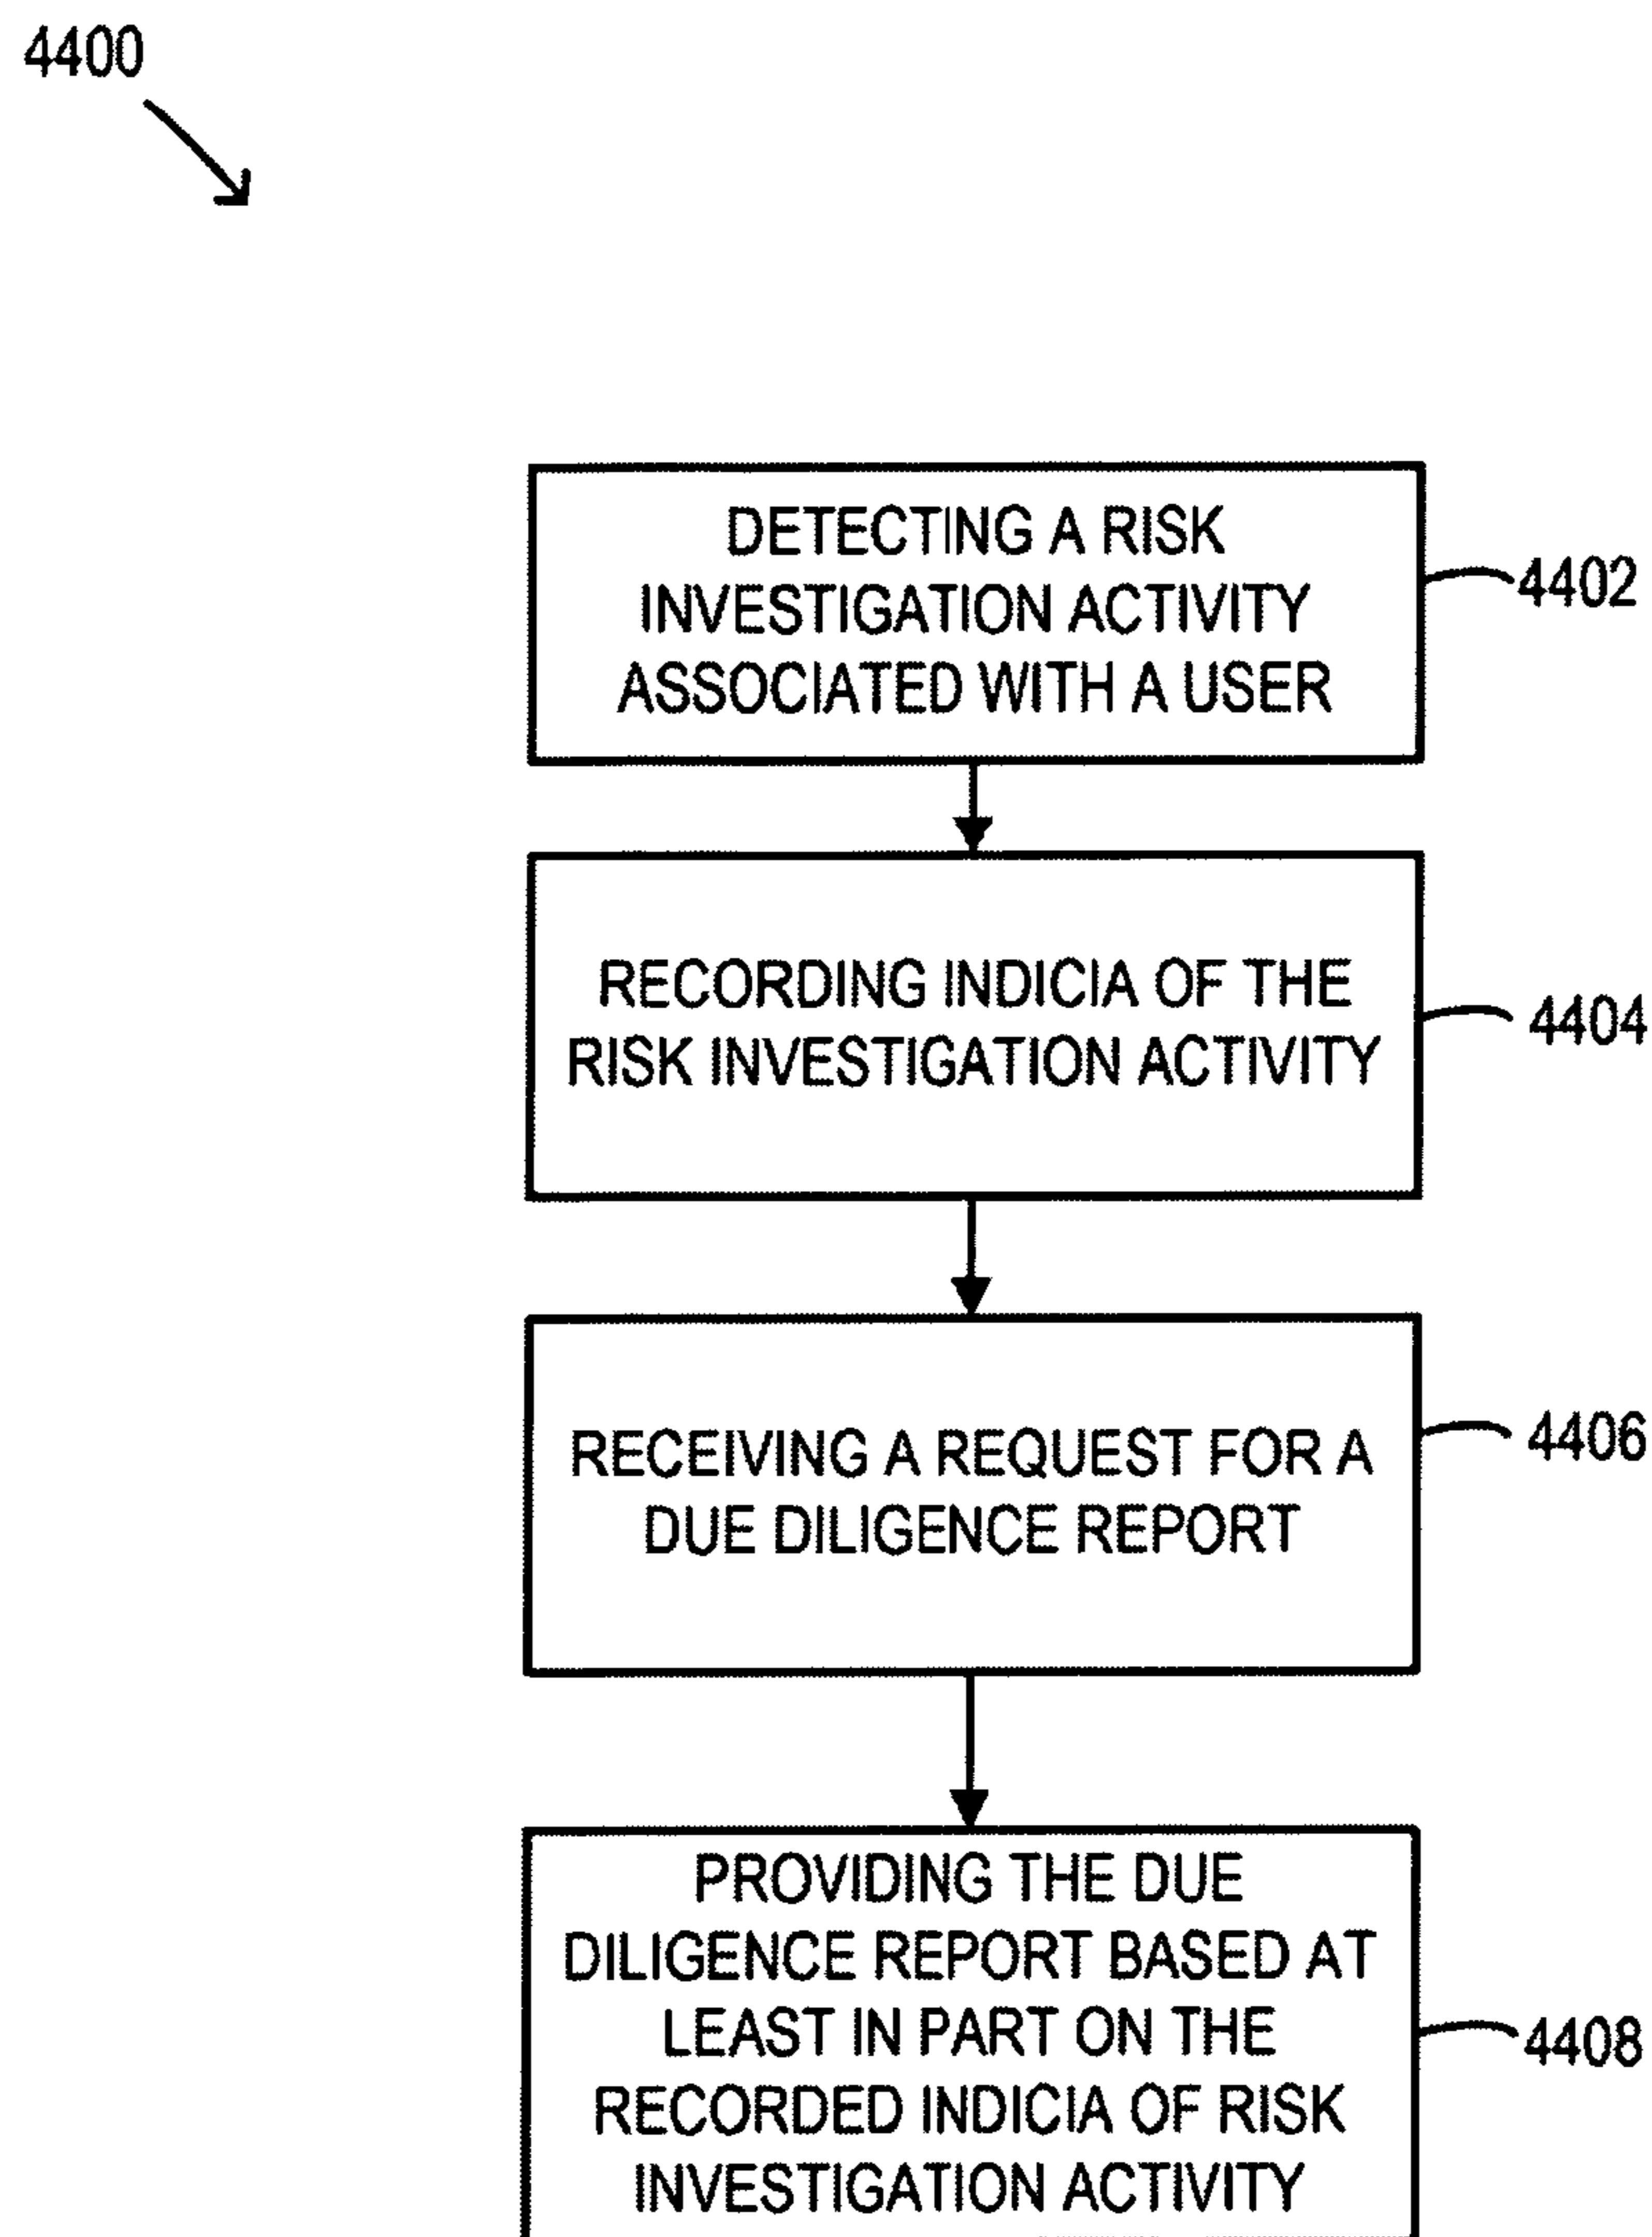 4400
DETECTING A RISK
INVESTIGATION ACTIVITY
ASSOCIATED WITH A USER
4402
RECORDING INDICIA OF THE
RISK INVESTIGATION ACTIVITY
4404
RECEIVING A REQUEST FOR A
DUE DILIGENCE REPORT
4406
PROVIDING THE DUE
DILIGENCE REPORT BASED AT
LEAST IN PART ON THE
RECORDED INDICIA OF RISK
INVESTIGATION ACTIVITY
4408